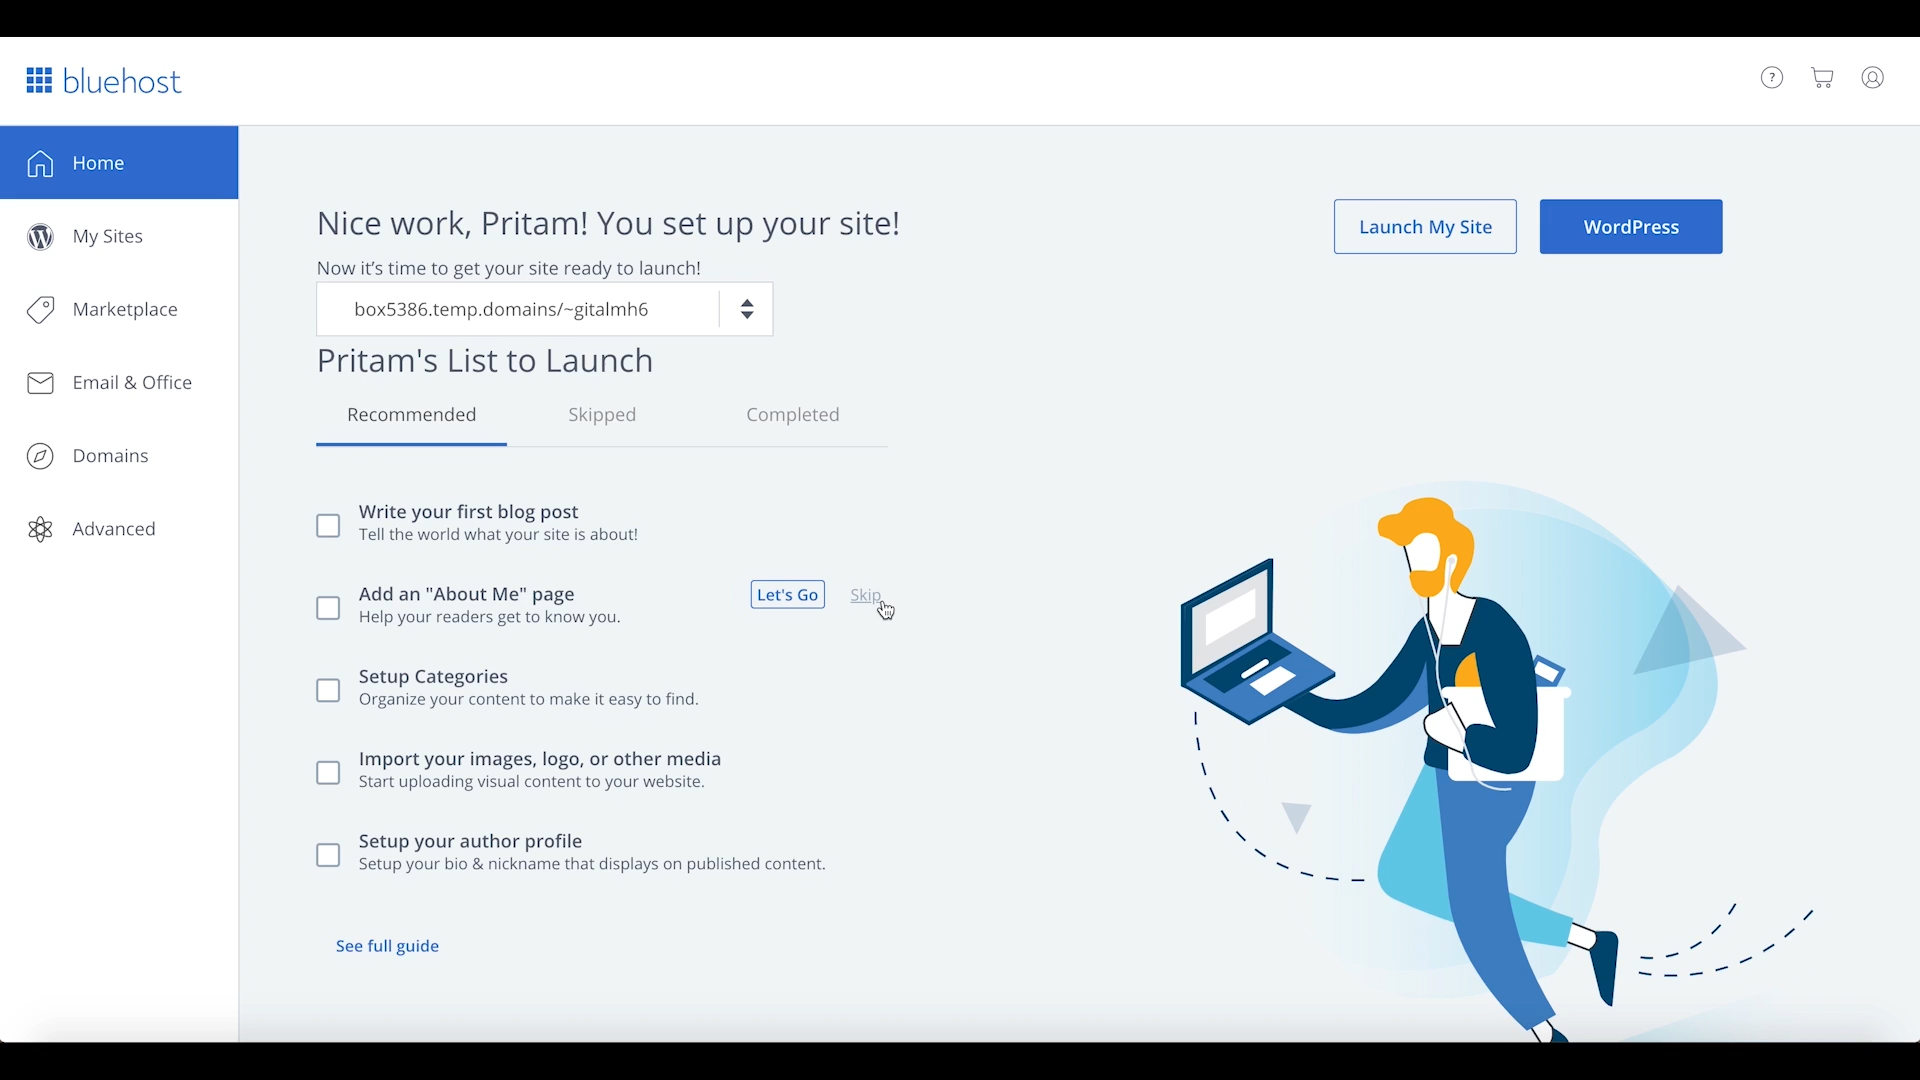 bluehost
?
Home
My Sites
Marketplace
Email & Office
Domains
Advanced
Nice work, Pritam! You set up your site!
Now it’s time to get your site ready to launch!
box5386.temp.domains/~gitalmh6
Launch My Site
WordPress
Pritam's List to Launch
Recommended
Skipped
Completed
Write your first blog post
Tell the world what your site is about!
Add an "About Me" page
Help your readers get to know you.
Let's Go
Skip
Setup Categories
Organize your content to make it easy to find.
Import your images, logo, or other media
Start uploading visual content to your website.
Setup your author profile
Setup your bio & nickname that displays on published content.
See full guide